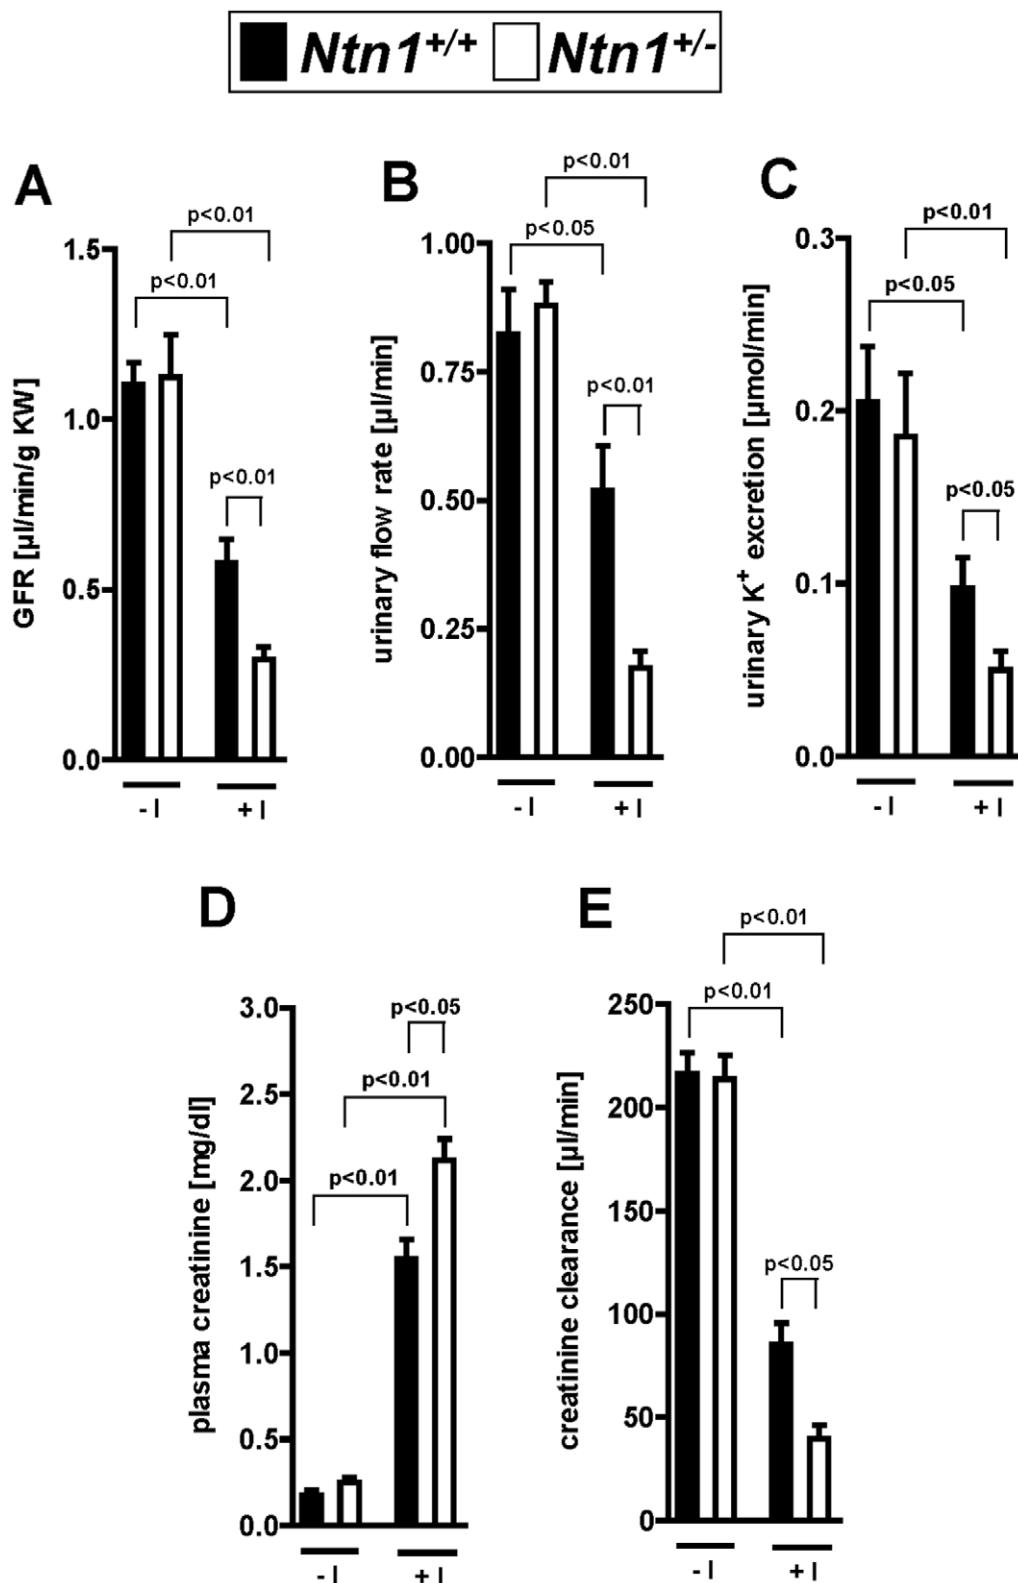 Ntn1+/+ Ntn1+/-
A
p<0.01
p<0.01
p<0.01
GFR [µl/min/g KW]
1.5
1.0
0.5
0.0
- I + I
B
p<0.01
p<0.05
p<0.01
urinary flow rate [µl/min]
1.00
0.75
0.50
0.25
0.00
- I + I
C
p<0.01
p<0.05
p<0.05
urinary K+ excretion [µmol/min]
0.3
0.2
0.1
0.0
- I + I
D
p<0.05
p<0.01
p<0.01
plasma creatinine [mg/dl]
3.0
2.5
2.0
1.5
1.0
0.5
0.0
- I + I
E
p<0.01
p<0.01
p<0.05
creatinine clearance [µl/min]
250
200
150
100
50
0
- I + I